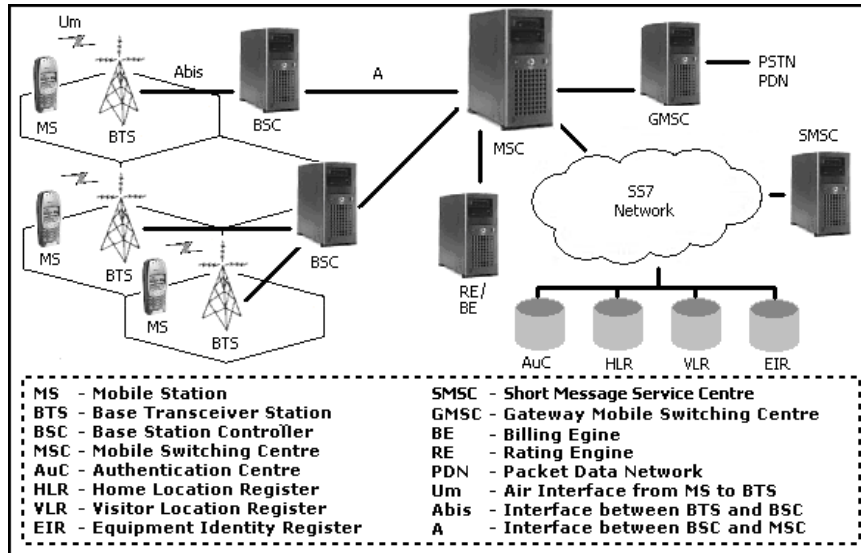 Um
Abis
A
MS
BTS
BSC
MSC
GMSC
PSTN
PDN
SMSC
SS7
Network
MS
BTS
BSC
MS
BTS
RE/
BE
AuC
HLR
VLR
EIR
MS - Mobile Station
BTS - Base Transceiver Station
BSC - Base Station Controller
MSC - Mobile Switching Centre
AuC - Authentication Centre
HLR - Home Location Register
VLR - Visitor Location Register
EIR - Equipment Identity Register
SMSC - Short Message Service Centre
GMSC - Gateway Mobile Switching Centre
BE - Billing Egine
RE - Rating Engine
PDN - Packet Data Network
Um - Air Interface from MS to BTS
Abis - Interface between BTS and BSC
A - Interface between BSC and MSC